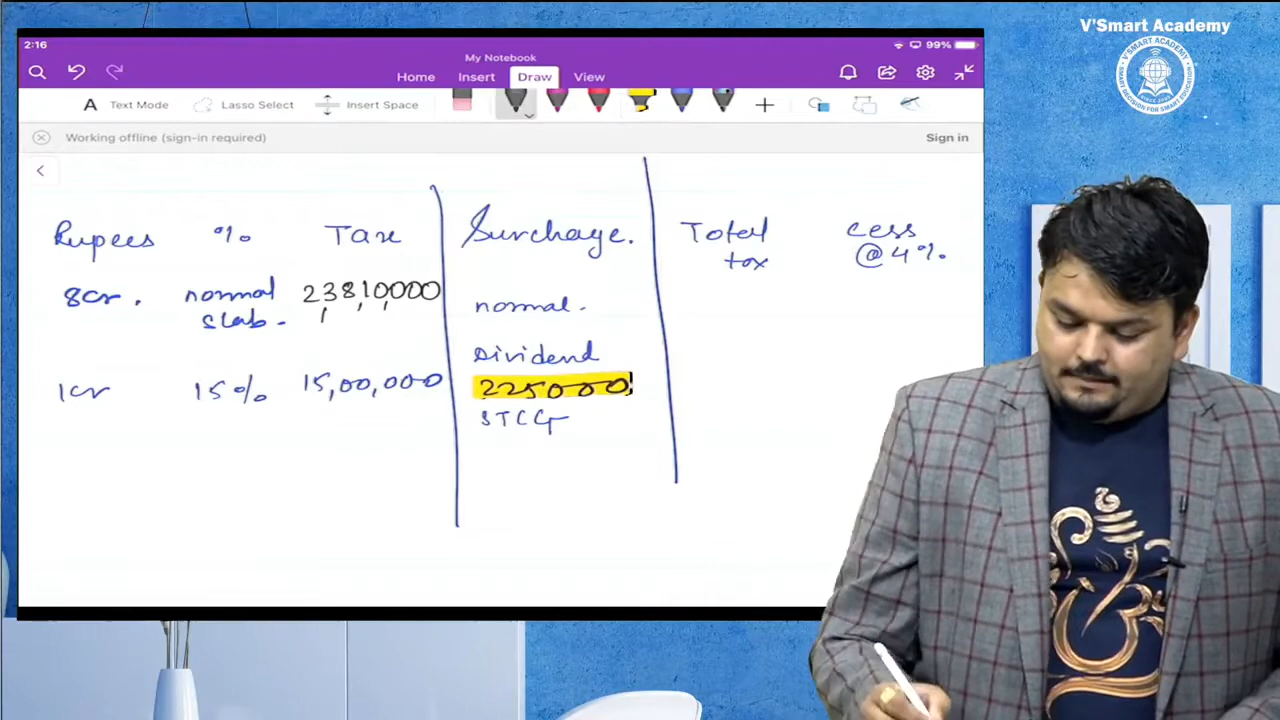 V'Smart Academy
2:16
99%
My Notebook
Home Insert Draw View
Text Mode Lasso Select Insert Space
Working offline (sign-in required) Sign in
Rupees % Tax Surchage. Total tax cess @ 4%
8cr. normal slab. 23810000 normal.
Dividend
1cr 15% 15,00,000 225000
STCG